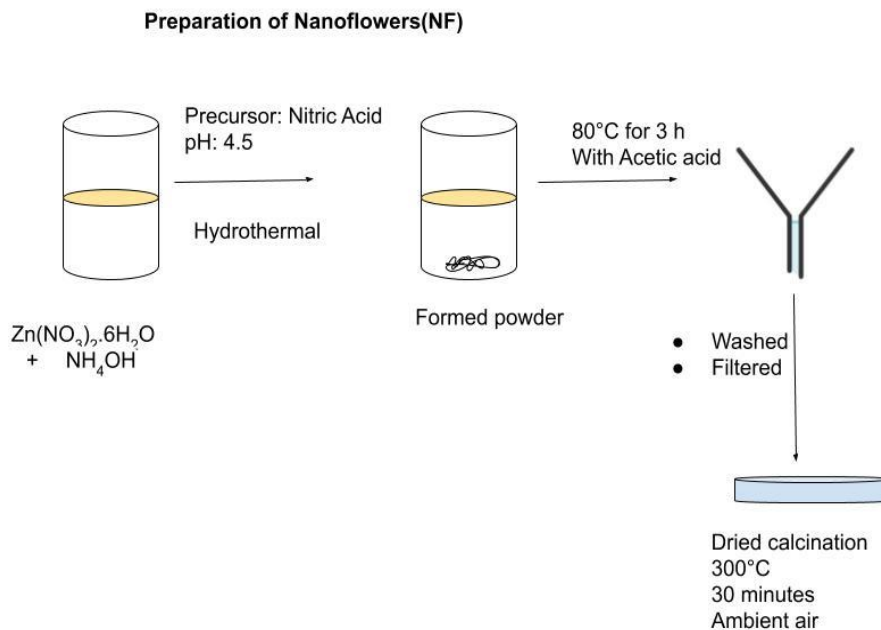 Preparation of Nanoflowers(NF)
Precursor: Nitric Acid
pH: 4.5
Hydrothermal
Zn(NO₃)₂.6H₂O
+ NH₄OH
Formed powder
80°C for 3 h
With Acetic acid
● Washed
● Filtered
Dried calcination
300°C
30 minutes
Ambient air